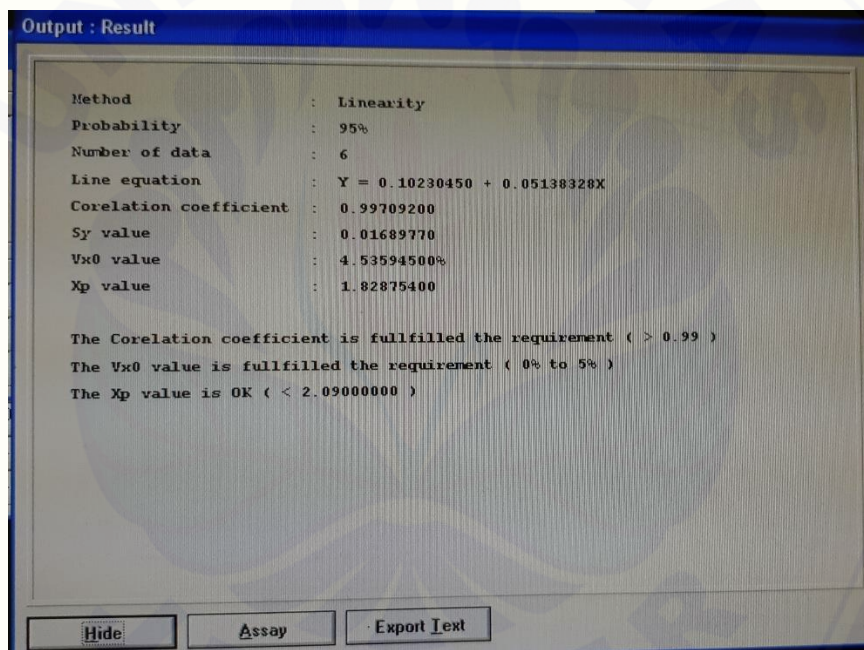 Output : Result
Method : Linearity
Probability : 95%
Number of data : 6
Line equation : Y = 0.10230450 + 0.05138328X
Corelation coefficient : 0.99709200
Sy value : 0.01689770
Vx0 value : 4.53594500%
Xp value : 1.82875400
The Corelation coefficient is fullfilled the requirement ( > 0.99 )
The Vx0 value is fullfilled the requirement ( 0% to 5% )
The Xp value is OK ( < 2.09000000 )
Hide Assay Export Text